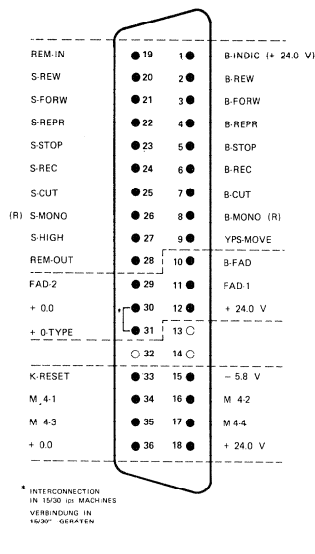 REM-IN 19 1 B-INDIC (+ 24.0 V)
S-REW 20 2 B-REW
S-FORW 21 3 B-FORW
S-REPR 22 4 B-REPR
S-STOP 23 5 B-STOP
S-REC 24 6 B-REC
S-CUT 25 7 B-CUT
(R) S-MONO 26 8 B-MONO (R)
S-HIGH 27 9 YPS-MOVE
REM-OUT 28 10 B-FAD
FAD-2 29 11 FAD-1
+ 0.0 * 30 12 + 24.0 V
+ 0-TYPE 31 13
32 14
K-RESET 33 15 – 5.8 V
M 4-1 34 16 M 4-2
M 4-3 35 17 M 4-4
+ 0.0 36 18 + 24.0 V
* INTERCONNECTION
IN 15/30 ips MACHINES
VERBINDUNG IN
15/30" GERÄTEN